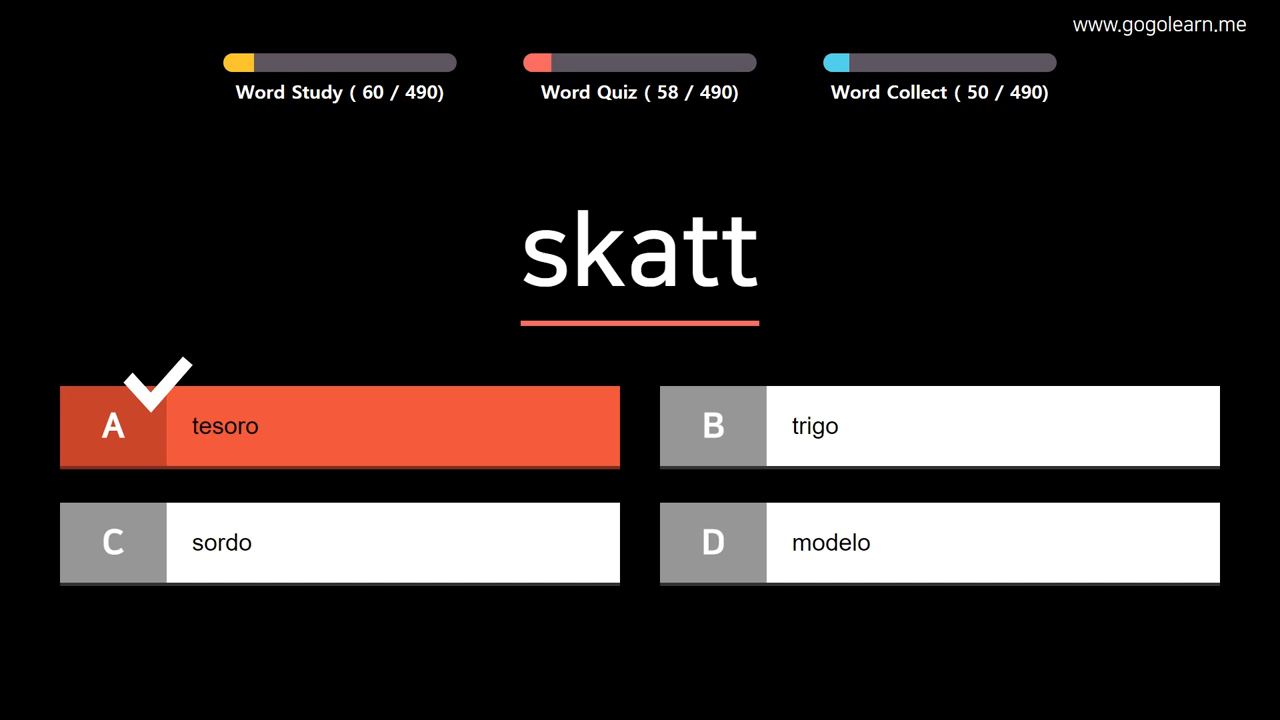 www.gogolearn.me
Word Study ( 60 / 490)
Word Quiz ( 58 / 490)
Word Collect ( 50 / 490)
skatt
A tesoro
B trigo
C sordo
D modelo